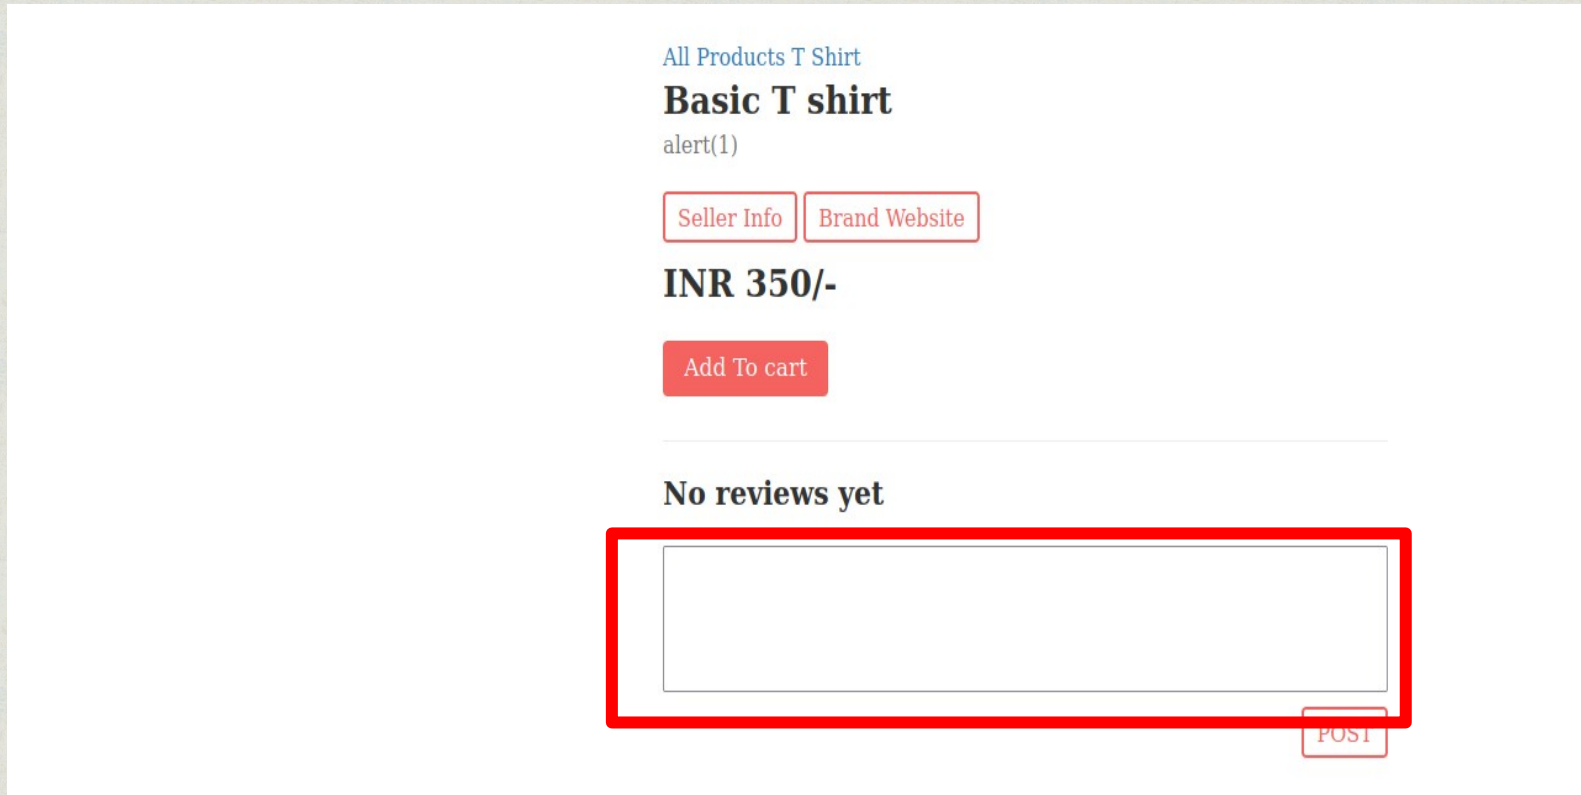 All Products T Shirt
Basic T shirt
alert(1)
Seller Info Brand Website
INR 350/-
Add To cart
No reviews yet
POST